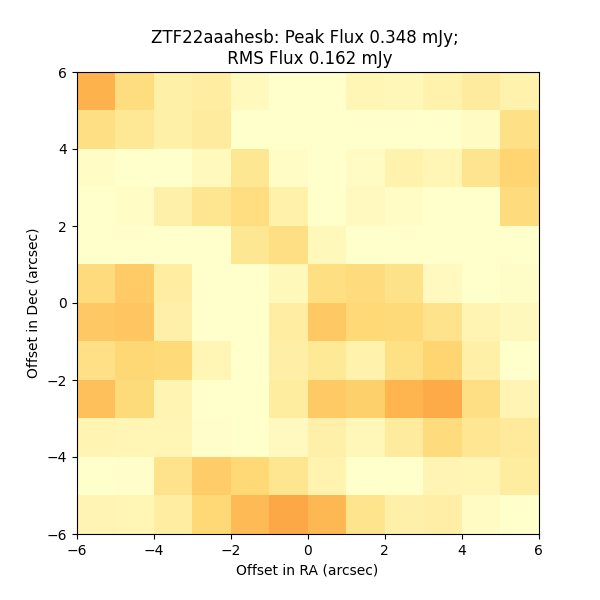 ZTF22aaahesb: Peak Flux 0.348 mJy;
RMS Flux 0.162 mJy
6
4
2
0
−2
−4
−6
Offset in Dec (arcsec)
−6 −4 −2 0 2 4 6
Offset in RA (arcsec)